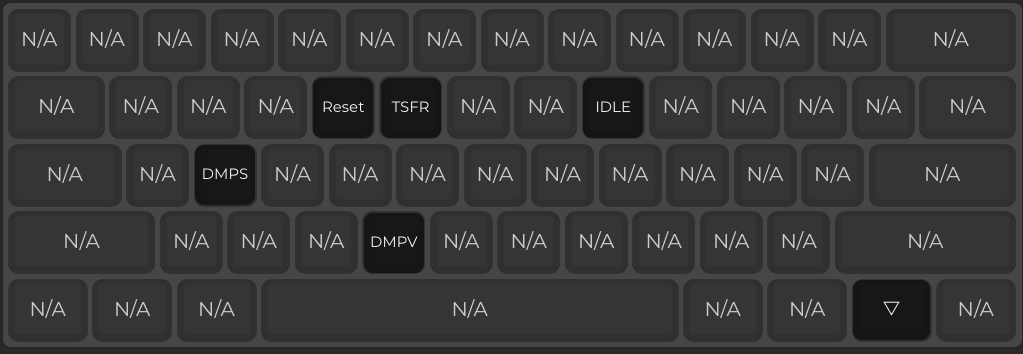 N/A N/A N/A N/A N/A N/A N/A N/A N/A N/A N/A N/A N/A N/A
N/A N/A N/A N/A Reset TSFR N/A N/A IDLE N/A N/A N/A N/A N/A
N/A N/A DMPS N/A N/A N/A N/A N/A N/A N/A N/A N/A N/A
N/A N/A N/A N/A DMPV N/A N/A N/A N/A N/A N/A N/A
N/A N/A N/A N/A N/A N/A ▽ N/A